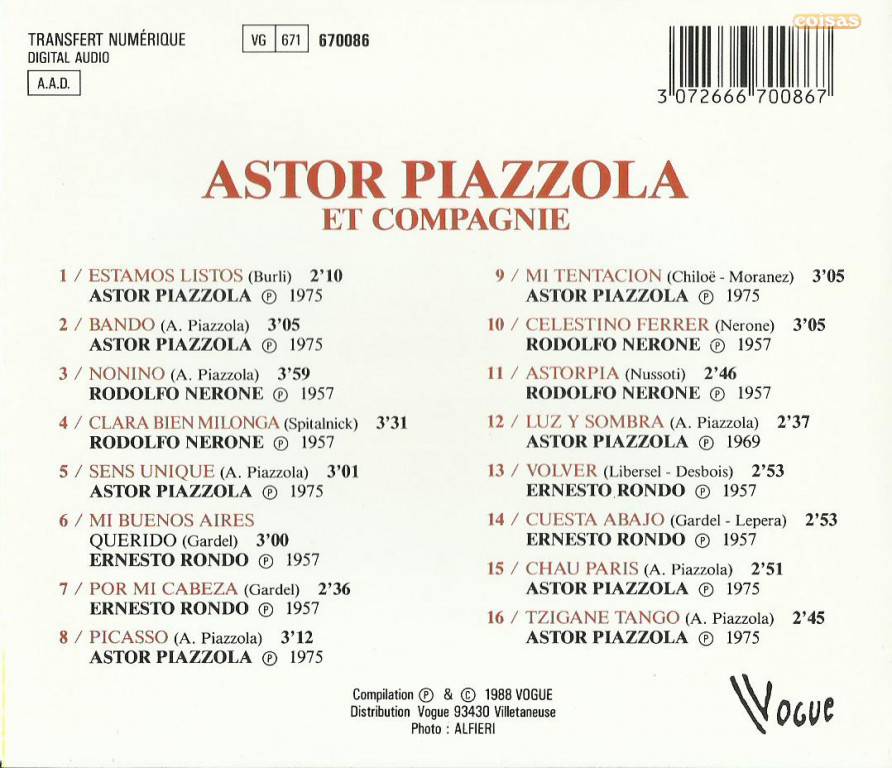 TRANSFERT NUMÉRIQUE
DIGITAL AUDIO
A.A.D.
VG 671 670086
coisas
3 072666 700867
ASTOR PIAZZOLA
ET COMPAGNIE
1 / ESTAMOS LISTOS (Burli) 2'10
ASTOR PIAZZOLA Ⓟ 1975
2 / BANDO (A. Piazzola) 3'05
ASTOR PIAZZOLA Ⓟ 1975
3 / NONINO (A. Piazzola) 3'59
RODOLFO NERONE Ⓟ 1957
4 / CLARA BIEN MILONGA (Spitalnick) 3'31
RODOLFO NERONE Ⓟ 1957
5 / SENS UNIQUE (A. Piazzola) 3'01
ASTOR PIAZZOLA Ⓟ 1975
6 / MI BUENOS AIRES
QUERIDO (Gardel) 3'00
ERNESTO RONDO Ⓟ 1957
7 / POR MI CABEZA (Gardel) 2'36
ERNESTO RONDO Ⓟ 1957
8 / PICASSO (A. Piazzola) 3'12
ASTOR PIAZZOLA Ⓟ 1975
9 / MI TENTACION (Chiloë - Moranez) 3'05
ASTOR PIAZZOLA Ⓟ 1975
10 / CELESTINO FERRER (Nerone) 3'05
RODOLFO NERONE Ⓟ 1957
11 / ASTORPIA (Nussoti) 2'46
RODOLFO NERONE Ⓟ 1957
12 / LUZ Y SOMBRA (A. Piazzola) 2'37
ASTOR PIAZZOLA Ⓟ 1969
13 / VOLVER (Libersel - Desbois) 2'53
ERNESTO RONDO Ⓟ 1957
14 / CUESTA ABAJO (Gardel - Lepera) 2'53
ERNESTO RONDO Ⓟ 1957
15 / CHAU PARIS (A. Piazzola) 2'51
ASTOR PIAZZOLA Ⓟ 1975
16 / TZIGANE TANGO (A. Piazzola) 2'45
ASTOR PIAZZOLA Ⓟ 1975
Compilation Ⓟ & © 1988 VOGUE
Distribution Vogue 93430 Villetaneuse
Photo : ALFIERI
VOGUE